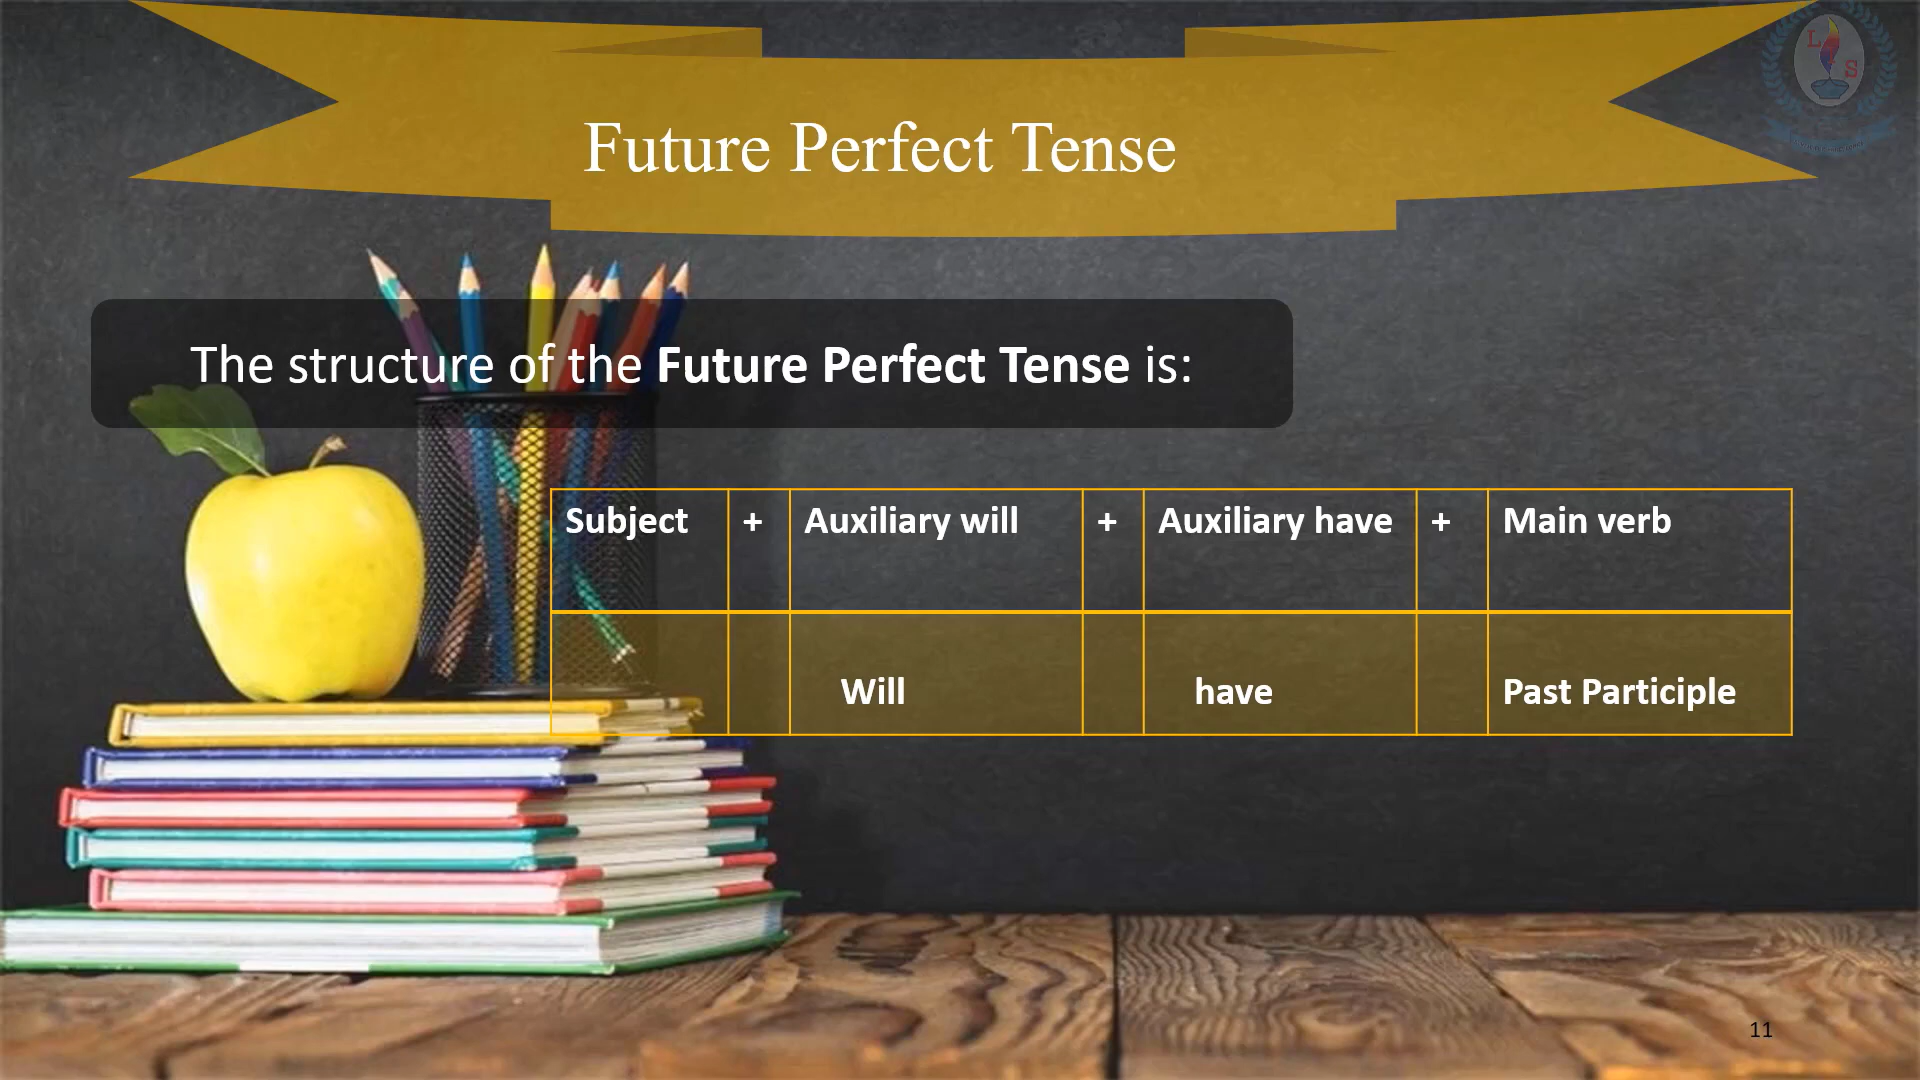 Future Perfect Tense
L
S
The structure of the Future Perfect Tense is:
Subject + Auxiliary will + Auxiliary have + Main verb
Will have Past Participle
11